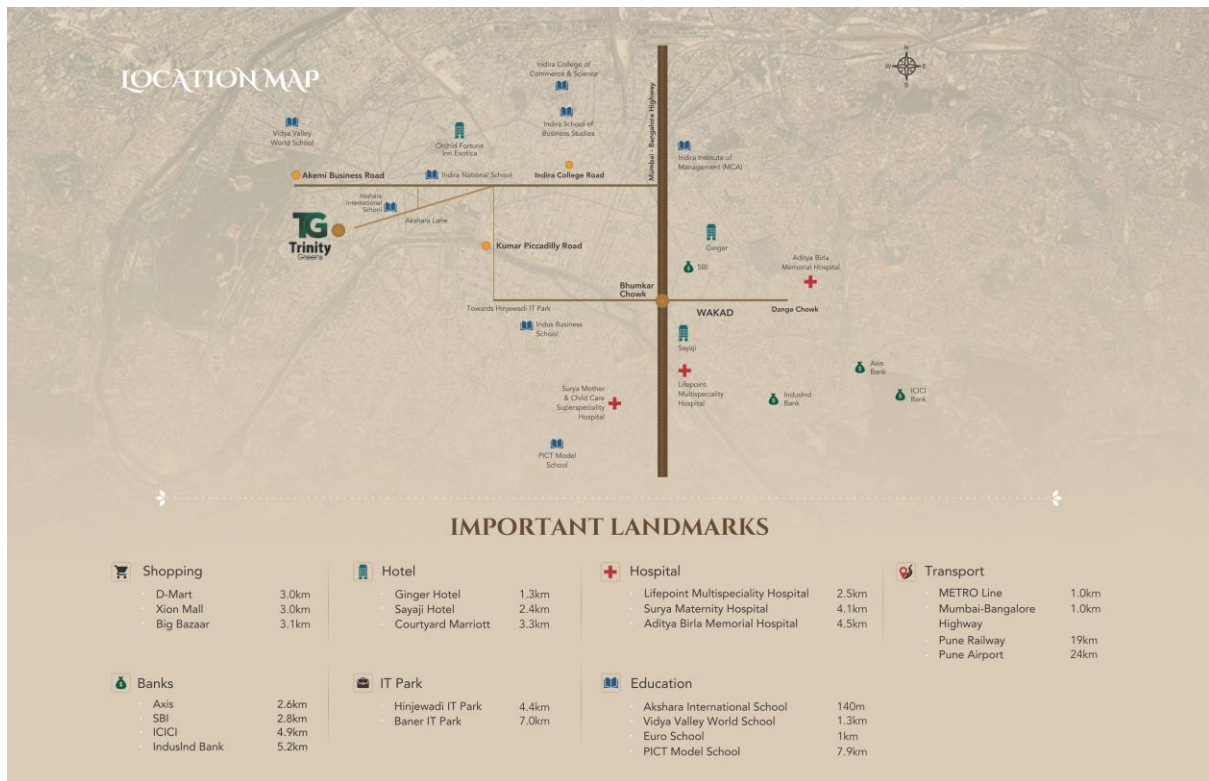 LOCATION MAP
N
W E
S
Indira College of
Commerce & Science
Mumbai - Bangalore Highway
Indira School of
Business Studies
Vidya Valley
World School
Orchid Fortune
Inn Exotica
Indira Institute of
Management (MCA)
Akemi Business Road
Indira National School
Indira College Road
Akshara
International
School
Akshara Lane
TG
Trinity
Greens
Kumar Piccadilly Road
Ginger
SBI
Aditya Birla
Memorial Hospital
Bhumkar
Chowk
Towards Hinjewadi IT Park
WAKAD
Dange Chowk
Indus Business
School
Sayaji
Axis
Bank
Lifepoint
Multispeciality
Hospital
Surya Mother
& Child Care
Superspeciality
Hospital
IndusInd
Bank
ICICI
Bank
PICT Model
School
IMPORTANT LANDMARKS
Shopping
D-Mart 3.0km
Xion Mall 3.0km
Big Bazaar 3.1km
Hotel
Ginger Hotel 1.3km
Sayaji Hotel 2.4km
Courtyard Marriott 3.3km
Hospital
Lifepoint Multispeciality Hospital 2.5km
Surya Maternity Hospital 4.1km
Aditya Birla Memorial Hospital 4.5km
Transport
METRO Line 1.0km
Mumbai-Bangalore 1.0km
Highway
Pune Railway 19km
Pune Airport 24km
Banks
Axis 2.6km
SBI 2.8km
ICICI 4.9km
IndusInd Bank 5.2km
IT Park
Hinjewadi IT Park 4.4km
Baner IT Park 7.0km
Education
Akshara International School 140m
Vidya Valley World School 1.3km
Euro School 1km
PICT Model School 7.9km